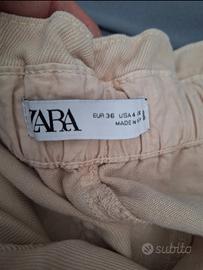 ZARA
EUR 36 USA 4
MADE IN
subito